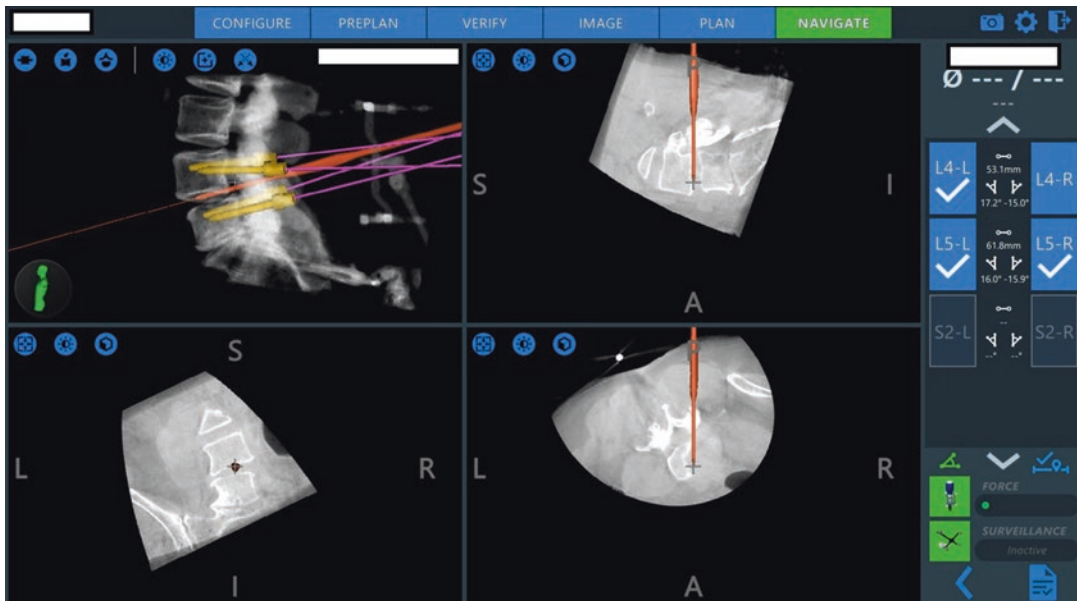 CONFIGURE PREPLAN VERIFY IMAGE PLAN NAVIGATE
Ø --- / ---
---
L4-L 53.1mm L4-R
17.2° -15.0°
L5-L 61.8mm L5-R
16.0° -15.9°
S2-L -- S2-R
--° --°
S I
A
S
L R
I
L R
A
FORCE
SURVEILLANCE
Inactive